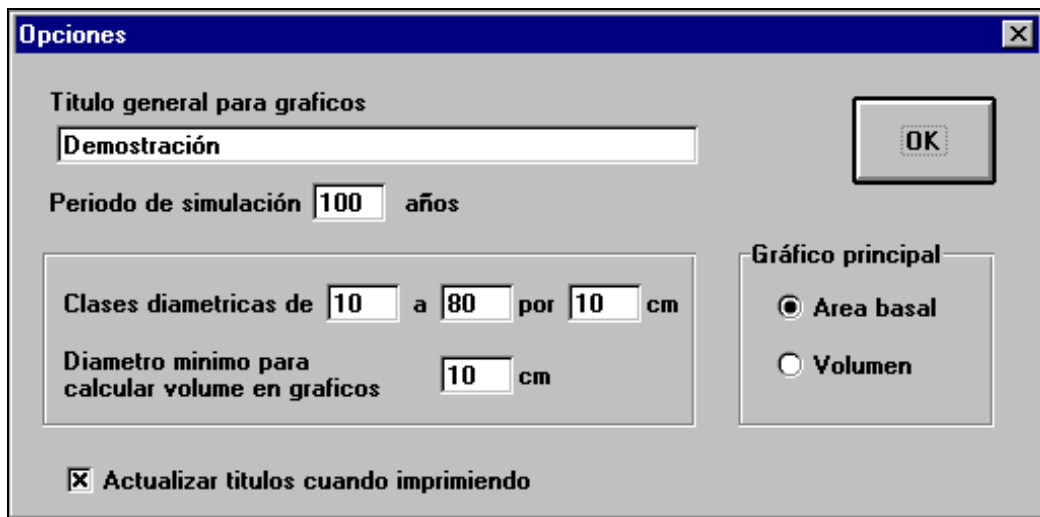 Opciones
Titulo general para graficos
Demostración
OK
Periodo de simulación 100 años
Clases diametricas de 10 a 80 por 10 cm
Diametro minimo para
calcular volume en graficos 10 cm
Gráfico principal
Area basal
Volumen
Actualizar titulos cuando imprimiendo